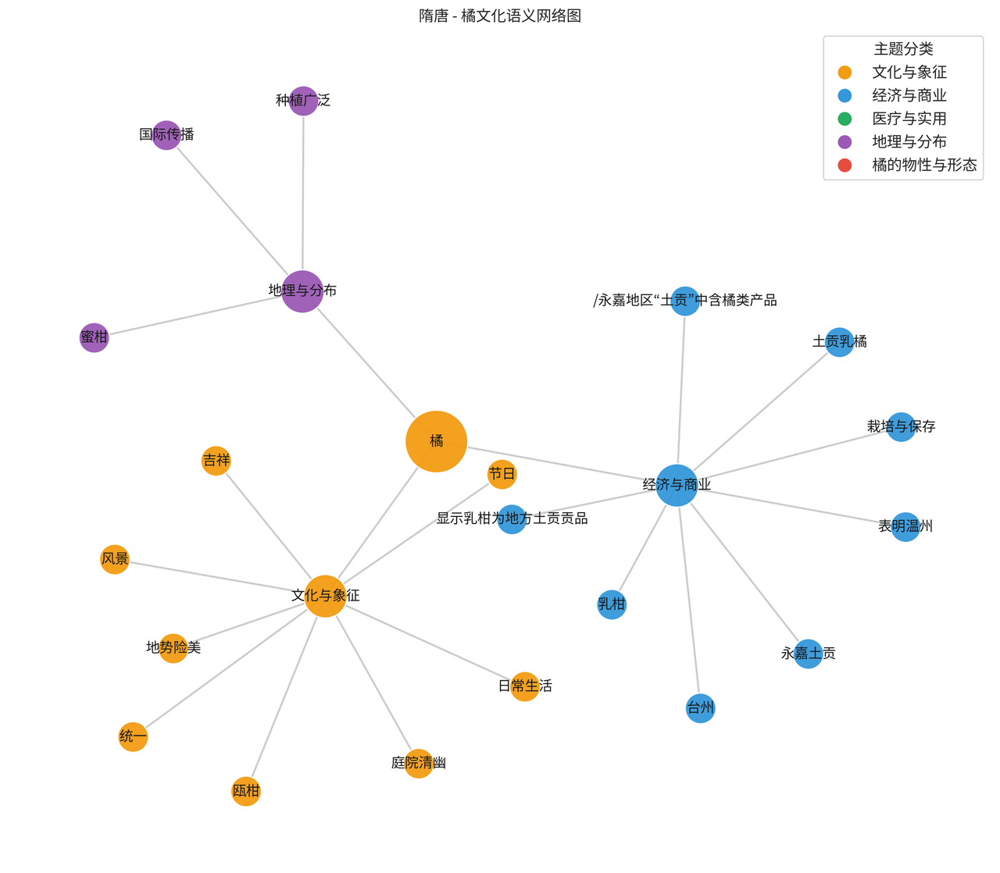 隋唐 - 橘文化语义网络图
主题分类
文化与象征
经济与商业
医疗与实用
地理与分布
橘的物性与形态
种植广泛
国际传播
地理与分布
蜜柑
/永嘉地区“土贡”中含橘类产品
土贡乳橘
栽培与保存
橘
吉祥
节日
经济与商业
显示乳柑为地方土贡贡品
表明温州
风景
文化与象征
乳柑
地势险美
永嘉土贡
日常生活
台州
统一
庭院清幽
瓯柑